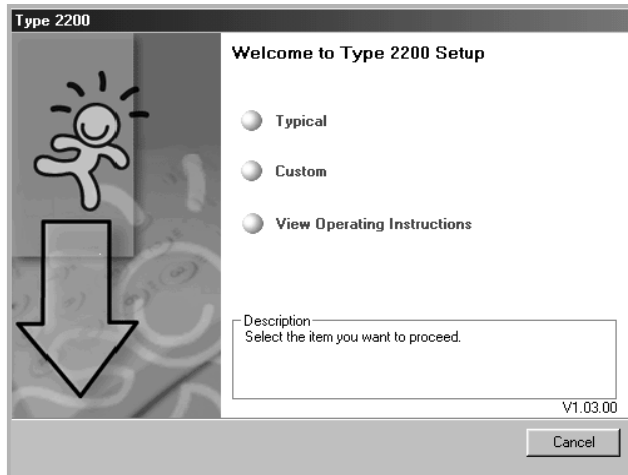 Type 2200
Welcome to Type 2200 Setup
Typical
Custom
View Operating Instructions
Description
Select the item you want to proceed.
V1.03.00
Cancel